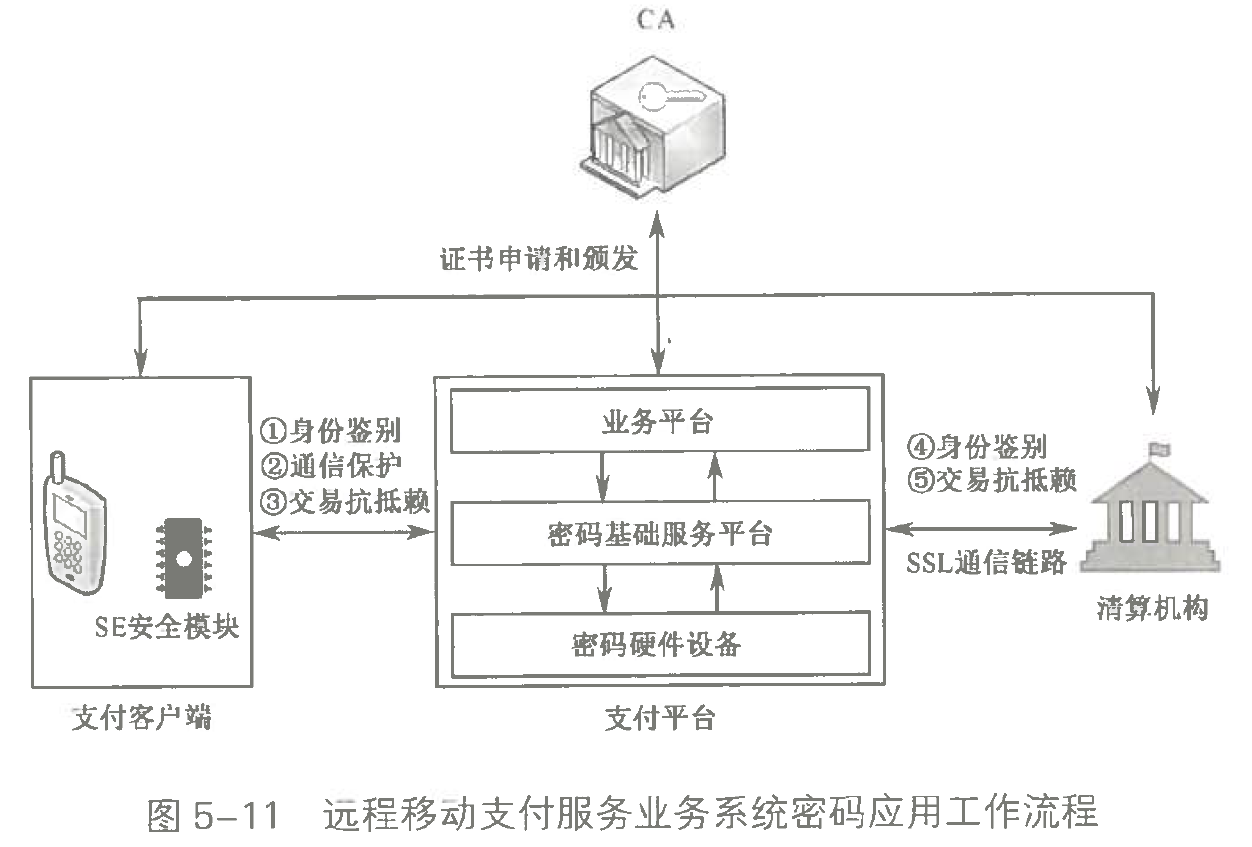 CA
证书申请和颁发
①身份鉴别
②通信保护
③交易抗抵赖
SE安全模块
支付客户端
业务平台
密码基础服务平台
密码硬件设备
支付平台
④身份鉴别
⑤交易抗抵赖
SSL通信链路
清算机构
图5-11 远程移动支付服务业务系统密码应用工作流程